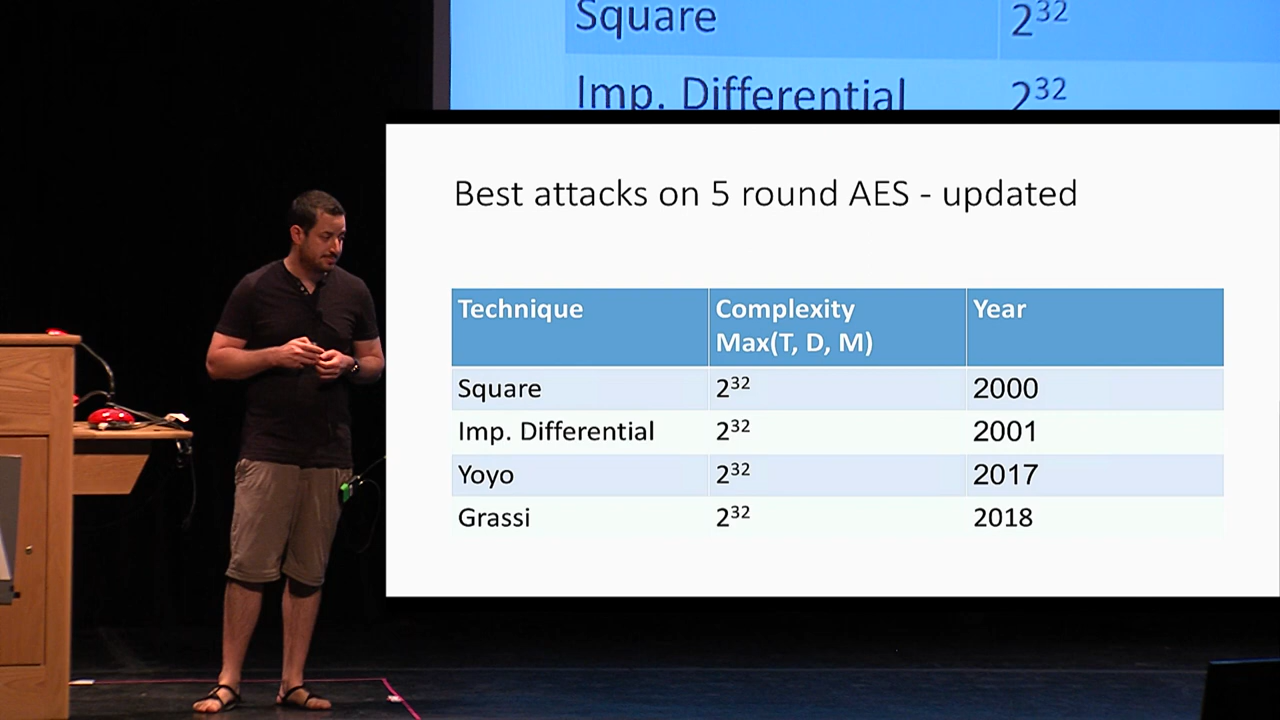 Square 2³²
Imp. Differential 2³²
Best attacks on 5 round AES - updated
Technique Complexity Max(T, D, M) Year
Square 2³² 2000
Imp. Differential 2³² 2001
Yoyo 2³² 2017
Grassi 2³² 2018